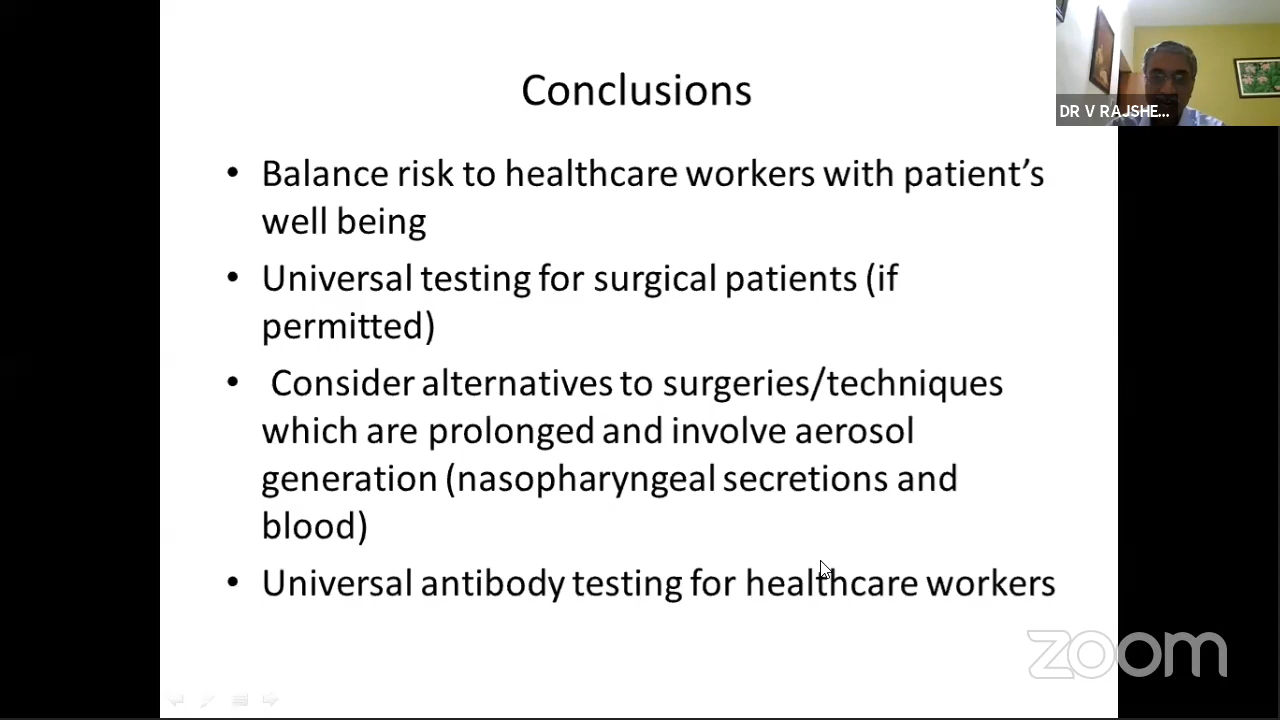 Conclusions
DR V RAJSHE...
• Balance risk to healthcare workers with patient’s
well being
• Universal testing for surgical patients (if
permitted)
• Consider alternatives to surgeries/techniques
which are prolonged and involve aerosol
generation (nasopharyngeal secretions and
blood)
• Universal antibody testing for healthcare workers
zoom